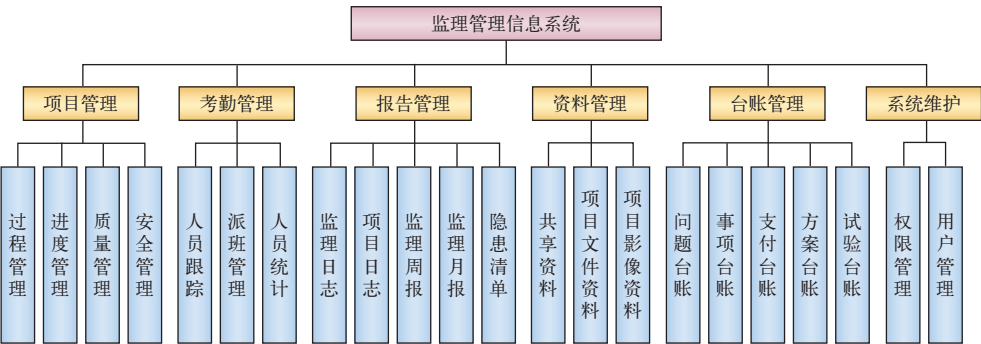 监理管理信息系统
项目管理
考勤管理
报告管理
资料管理
台账管理
系统维护
过程管理
进度管理
质量管理
安全管理
人员跟踪
派班管理
人员统计
监理日志
项目日志
监理周报
监理月报
隐患清单
共享资料
项目文件资料
项目影像资料
问题台账
事项台账
支付台账
方案台账
试验台账
权限管理
用户管理